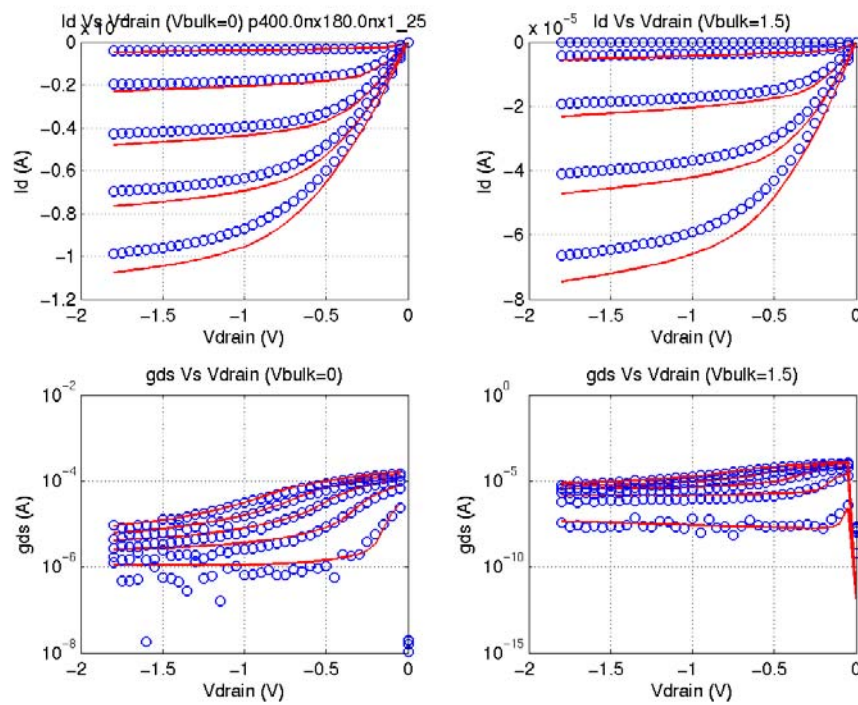 Id Vs Vdrain (Vbulk=0) p400.0nx180.0nx1_25
x 10
0
−0.2
−0.4
−0.6
−0.8
−1
−1.2
Id (A)
−2 −1.5 −1 −0.5 0
Vdrain (V)
Id Vs Vdrain (Vbulk=1.5)
x 10^−5
0
−2
−4
−6
−8
Id (A)
−2 −1.5 −1 −0.5 0
Vdrain (V)
gds Vs Vdrain (Vbulk=0)
10^−2
10^−4
10^−6
10^−8
gds (A)
−2 −1.5 −1 −0.5 0
Vdrain (V)
gds Vs Vdrain (Vbulk=1.5)
10^0
10^−5
10^−10
10^−15
gds (A)
−2 −1.5 −1 −0.5 0
Vdrain (V)